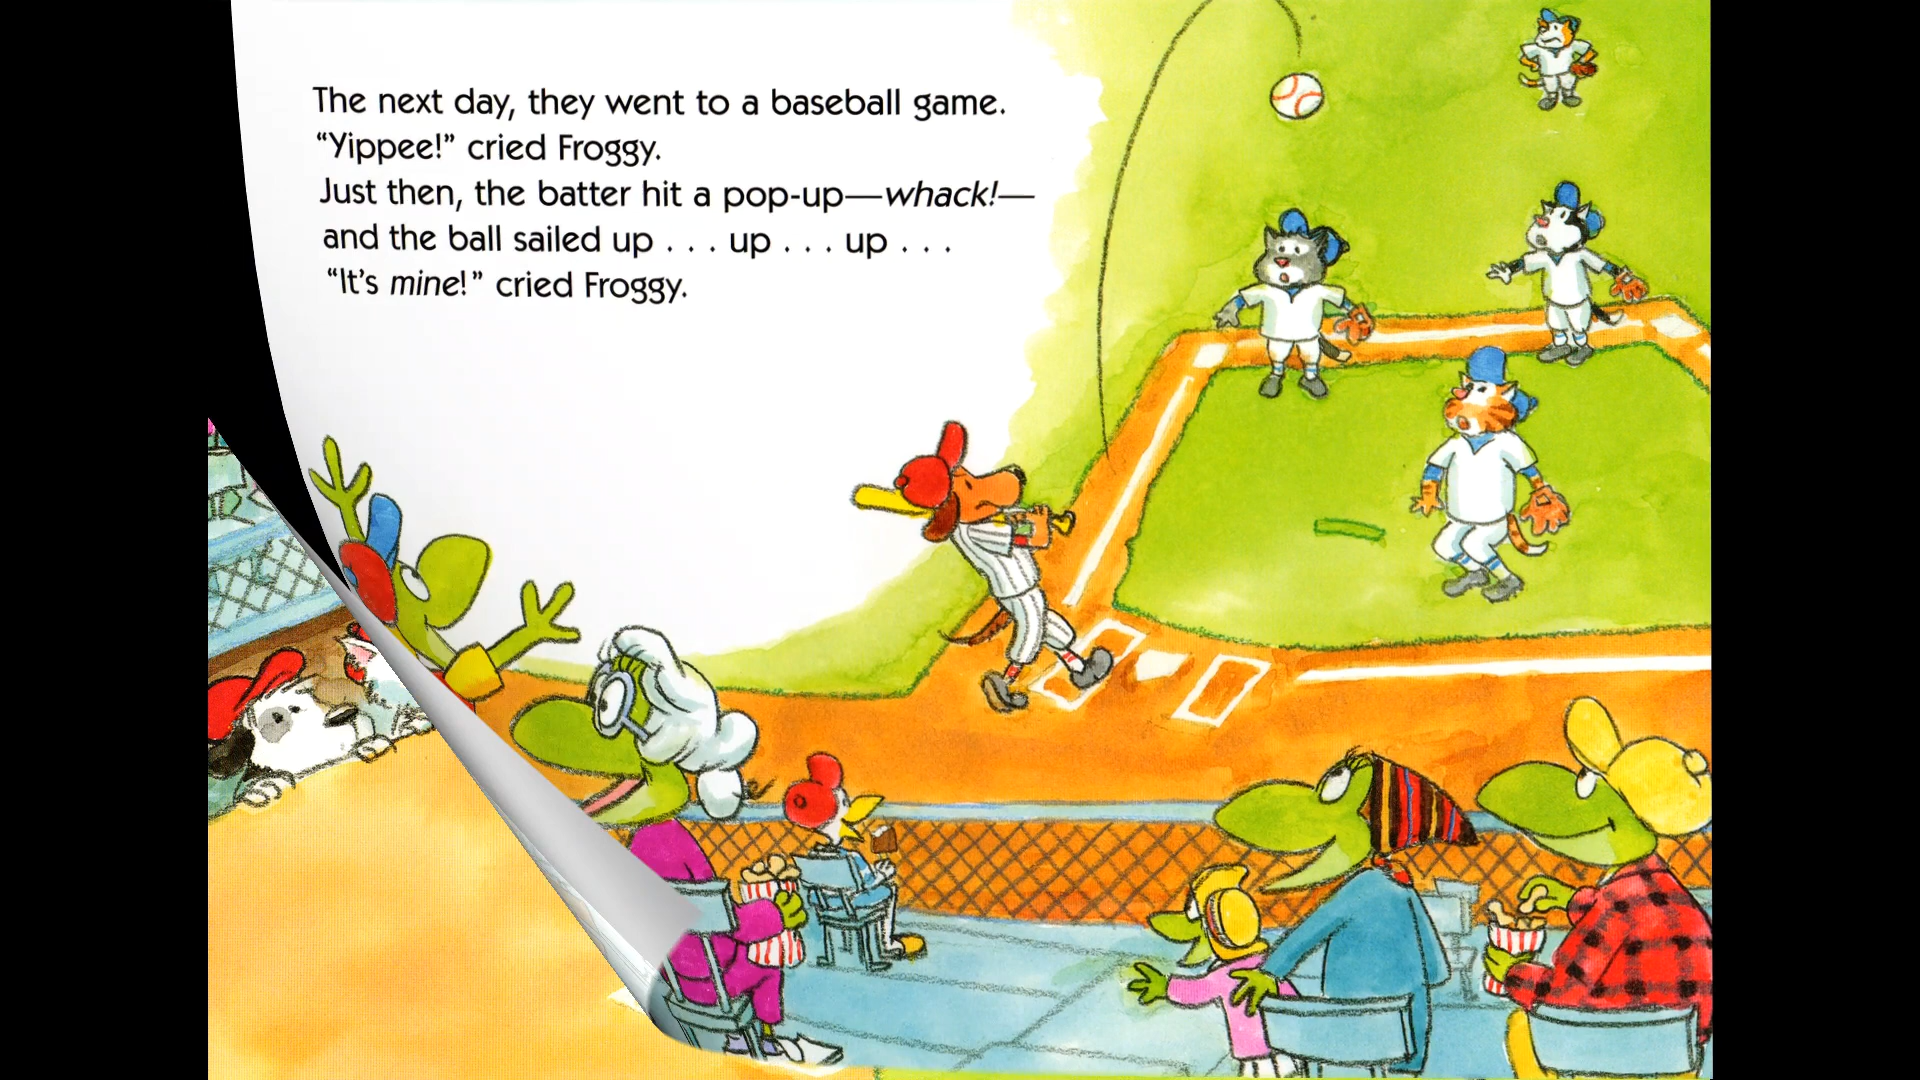 The next day, they went to a baseball game.
“Yippee!” cried Froggy.
Just then, the batter hit a pop-up—whack!—
and the ball sailed up . . . up . . . up . . .
“It’s mine!” cried Froggy.